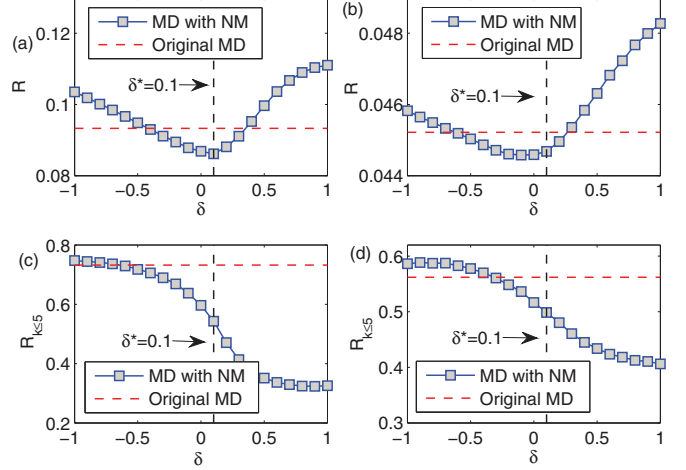 (a)
MD with NM
Original MD
δ*=0.1
R
0.12
0.1
0.08
−1 −0.5 0 0.5 1
δ
(b)
MD with NM
Original MD
δ*=0.1
R
0.048
0.046
0.044
−1 −0.5 0 0.5 1
δ
(c)
δ*=0.1
MD with NM
Original MD
R k≤5
0.8
0.6
0.4
0.2
−1 −0.5 0 0.5 1
δ
(d)
δ*=0.1
MD with NM
Original MD
R k≤5
0.6
0.5
0.4
0.3
−1 −0.5 0 0.5 1
δ